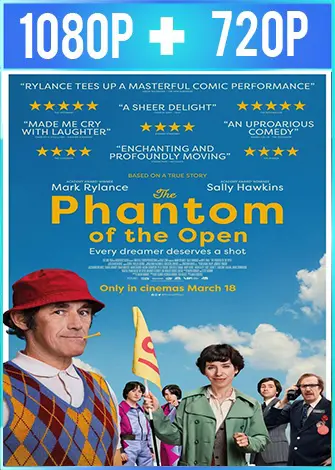 1080P + 720P
"RYLANCE TEES UP A MASTERFUL COMIC PERFORMANCE"
"A SHEER DELIGHT"
"MADE ME CRY
WITH LAUGHTER"
"AN UPROARIOUS
COMEDY"
"ENCHANTING AND
PROFOUNDLY MOVING"
BASED ON A TRUE STORY
Mark Rylance
Sally Hawkins
The
Phantom
of the Open
Every dreamer deserves a shot
Only in cinemas March 18